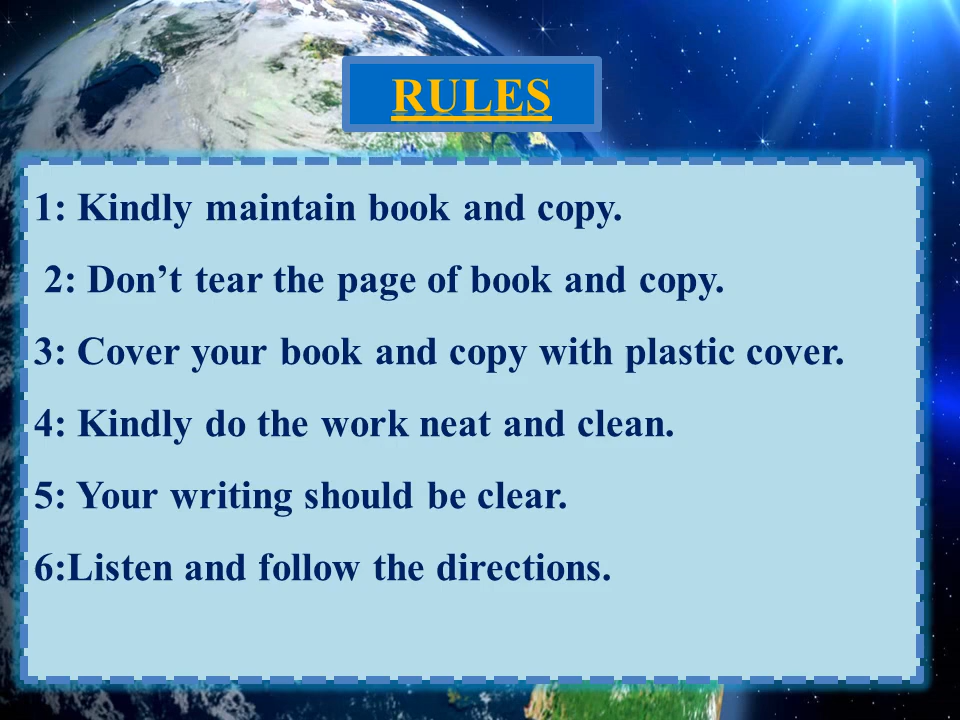 RULES
1: Kindly maintain book and copy.
2: Don’t tear the page of book and copy.
3: Cover your book and copy with plastic cover.
4: Kindly do the work neat and clean.
5: Your writing should be clear.
6:Listen and follow the directions.